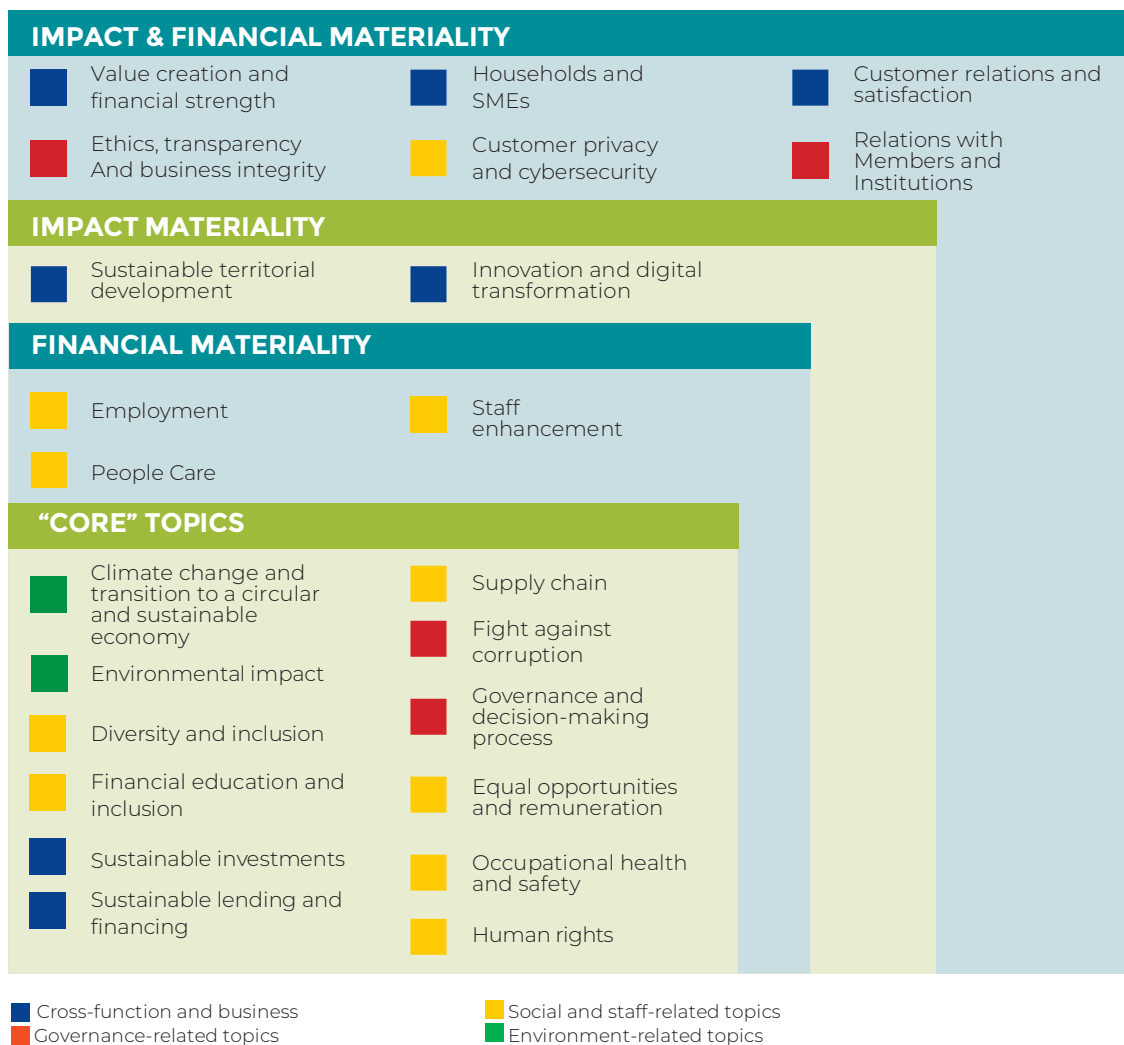 IMPACT & FINANCIAL MATERIALITY
Value creation and
financial strength
Households and
SMEs
Customer relations and
satisfaction
Ethics, transparency
And business integrity
Customer privacy
and cybersecurity
Relations with
Members and
Institutions
IMPACT MATERIALITY
Sustainable territorial
development
Innovation and digital
transformation
FINANCIAL MATERIALITY
Employment
Staff
enhancement
People Care
“CORE” TOPICS
Climate change and
transition to a circular
and sustainable
economy
Environmental impact
Diversity and inclusion
Financial education and
inclusion
Sustainable investments
Sustainable lending and
financing
Supply chain
Fight against
corruption
Governance and
decision-making
process
Equal opportunities
and remuneration
Occupational health
and safety
Human rights
Cross-function and business
Governance-related topics
Social and staff-related topics
Environment-related topics